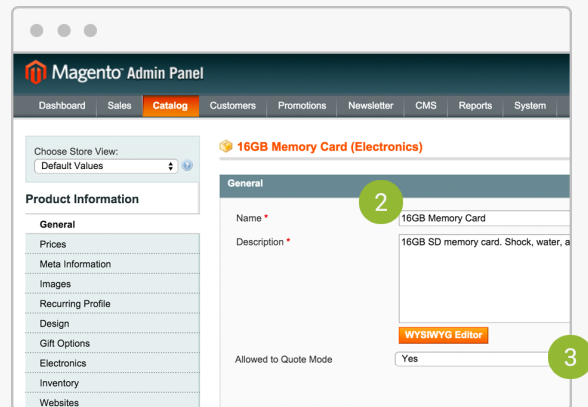 Magento™ Admin Panel
Dashboard Sales Catalog Customers Promotions Newsletter CMS Reports System
Choose Store View:
Default Values
16GB Memory Card (Electronics)
Product Information
General
Prices
Meta Information
Images
Recurring Profile
Design
Gift Options
Electronics
Inventory
Websites
General
2
Name * 16GB Memory Card
Description * 16GB SD memory card. Shock, water, a
WYSIWYG Editor
Allowed to Quote Mode Yes
3